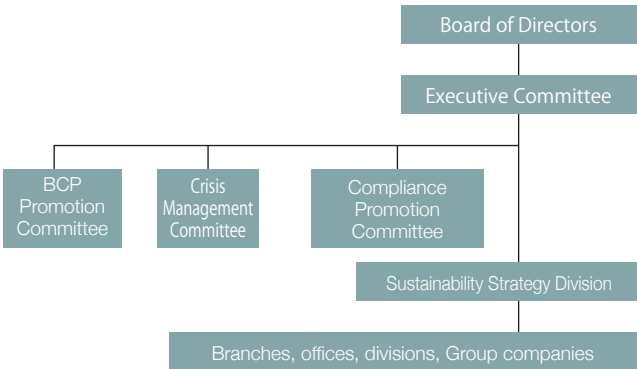 Board of Directors
Executive Committee
BCP
Promotion
Committee
Crisis
Management
Committee
Compliance
Promotion
Committee
Sustainability Strategy Division
Branches, offices, divisions, Group companies